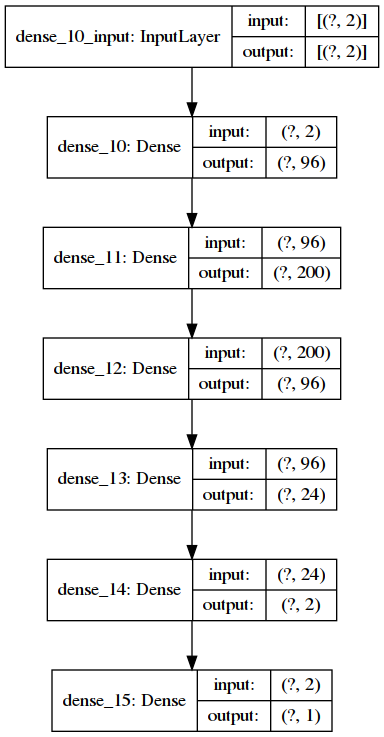 dense_10_input: InputLayer input: [(?, 2)]
output: [(?, 2)]
dense_10: Dense input: (?, 2)
output: (?, 96)
dense_11: Dense input: (?, 96)
output: (?, 200)
dense_12: Dense input: (?, 200)
output: (?, 96)
dense_13: Dense input: (?, 96)
output: (?, 24)
dense_14: Dense input: (?, 24)
output: (?, 2)
dense_15: Dense input: (?, 2)
output: (?, 1)